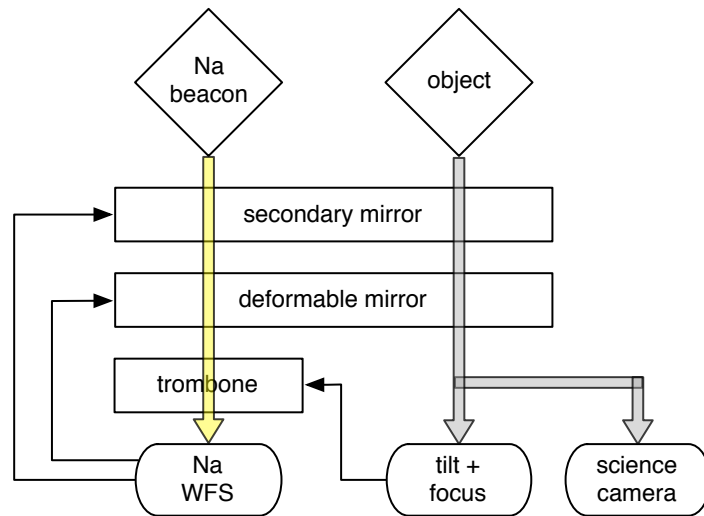 Na
beacon
object
secondary mirror
deformable mirror
trombone
Na
WFS
tilt +
focus
science
camera